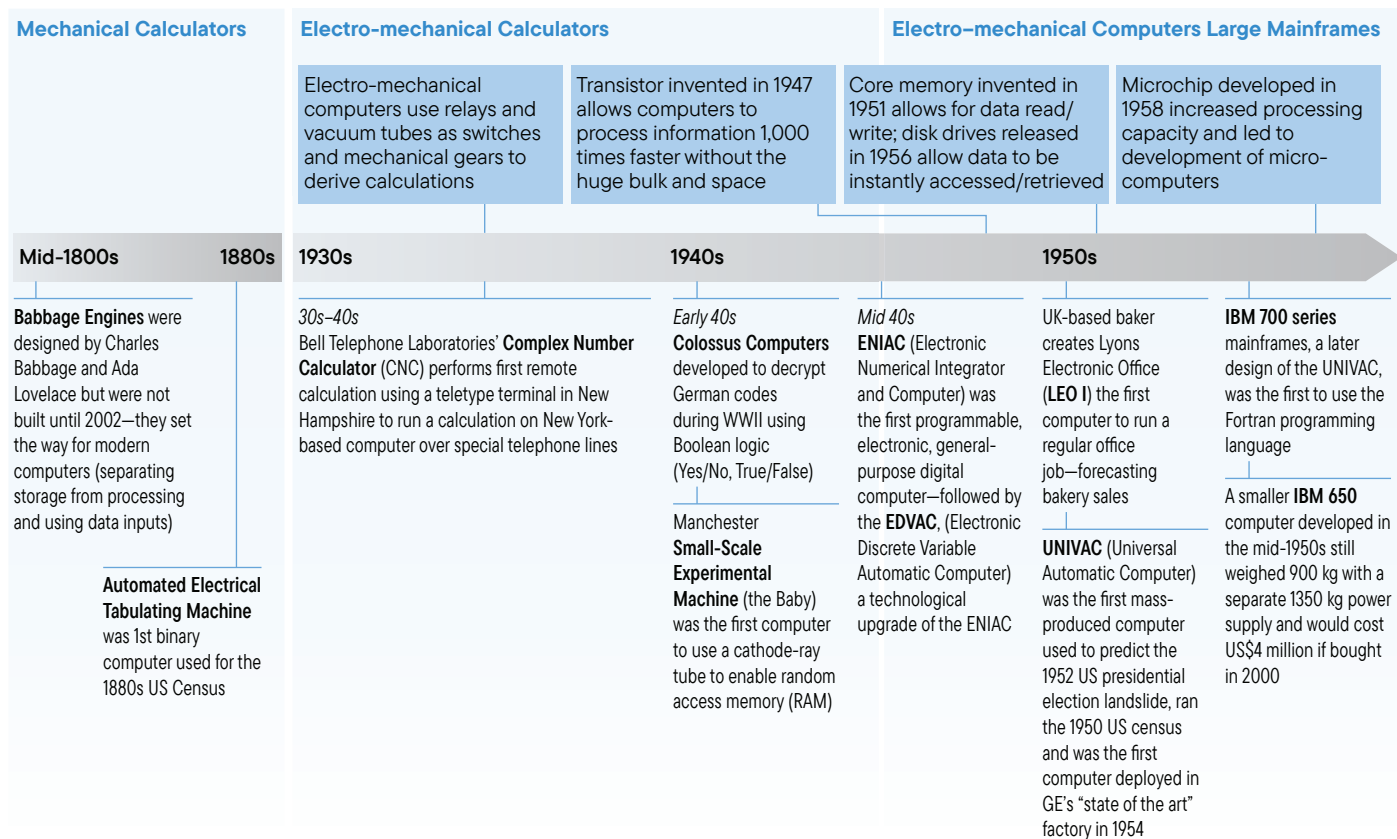 Mechanical Calculators
Electro-mechanical Calculators
Electro–mechanical Computers Large Mainframes
Electro-mechanical
computers use relays and
vacuum tubes as switches
and mechanical gears to
derive calculations
Transistor invented in 1947
allows computers to
process information 1,000
times faster without the
huge bulk and space
Core memory invented in
1951 allows for data read/
write; disk drives released
in 1956 allow data to be
instantly accessed/retrieved
Microchip developed in
1958 increased processing
capacity and led to
development of micro-
computers
Mid-1800s
1880s
1930s
1940s
1950s
Babbage Engines were
designed by Charles
Babbage and Ada
Lovelace but were not
built until 2002—they set
the way for modern
computers (separating
storage from processing
and using data inputs)
Automated Electrical
Tabulating Machine
was 1st binary
computer used for the
1880s US Census
30s–40s
Bell Telephone Laboratories’ Complex Number
Calculator (CNC) performs first remote
calculation using a teletype terminal in New
Hampshire to run a calculation on New York-
based computer over special telephone lines
Early 40s
Colossus Computers
developed to decrypt
German codes
during WWII using
Boolean logic
(Yes/No, True/False)
Manchester
Small-Scale
Experimental
Machine (the Baby)
was the first computer
to use a cathode-ray
tube to enable random
access memory (RAM)
Mid 40s
ENIAC (Electronic
Numerical Integrator
and Computer) was
the first programmable,
electronic, general-
purpose digital
computer—followed by
the EDVAC, (Electronic
Discrete Variable
Automatic Computer)
a technological
upgrade of the ENIAC
UK-based baker
creates Lyons
Electronic Office
(LEO I) the first
computer to run a
regular office
job—forecasting
bakery sales
UNIVAC (Universal
Automatic Computer)
was the first mass-
produced computer
used to predict the
1952 US presidential
election landslide, ran
the 1950 US census
and was the first
computer deployed in
GE’s “state of the art”
factory in 1954
IBM 700 series
mainframes, a later
design of the UNIVAC,
was the first to use the
Fortran programming
language
A smaller IBM 650
computer developed in
the mid-1950s still
weighed 900 kg with a
separate 1350 kg power
supply and would cost
US$4 million if bought
in 2000